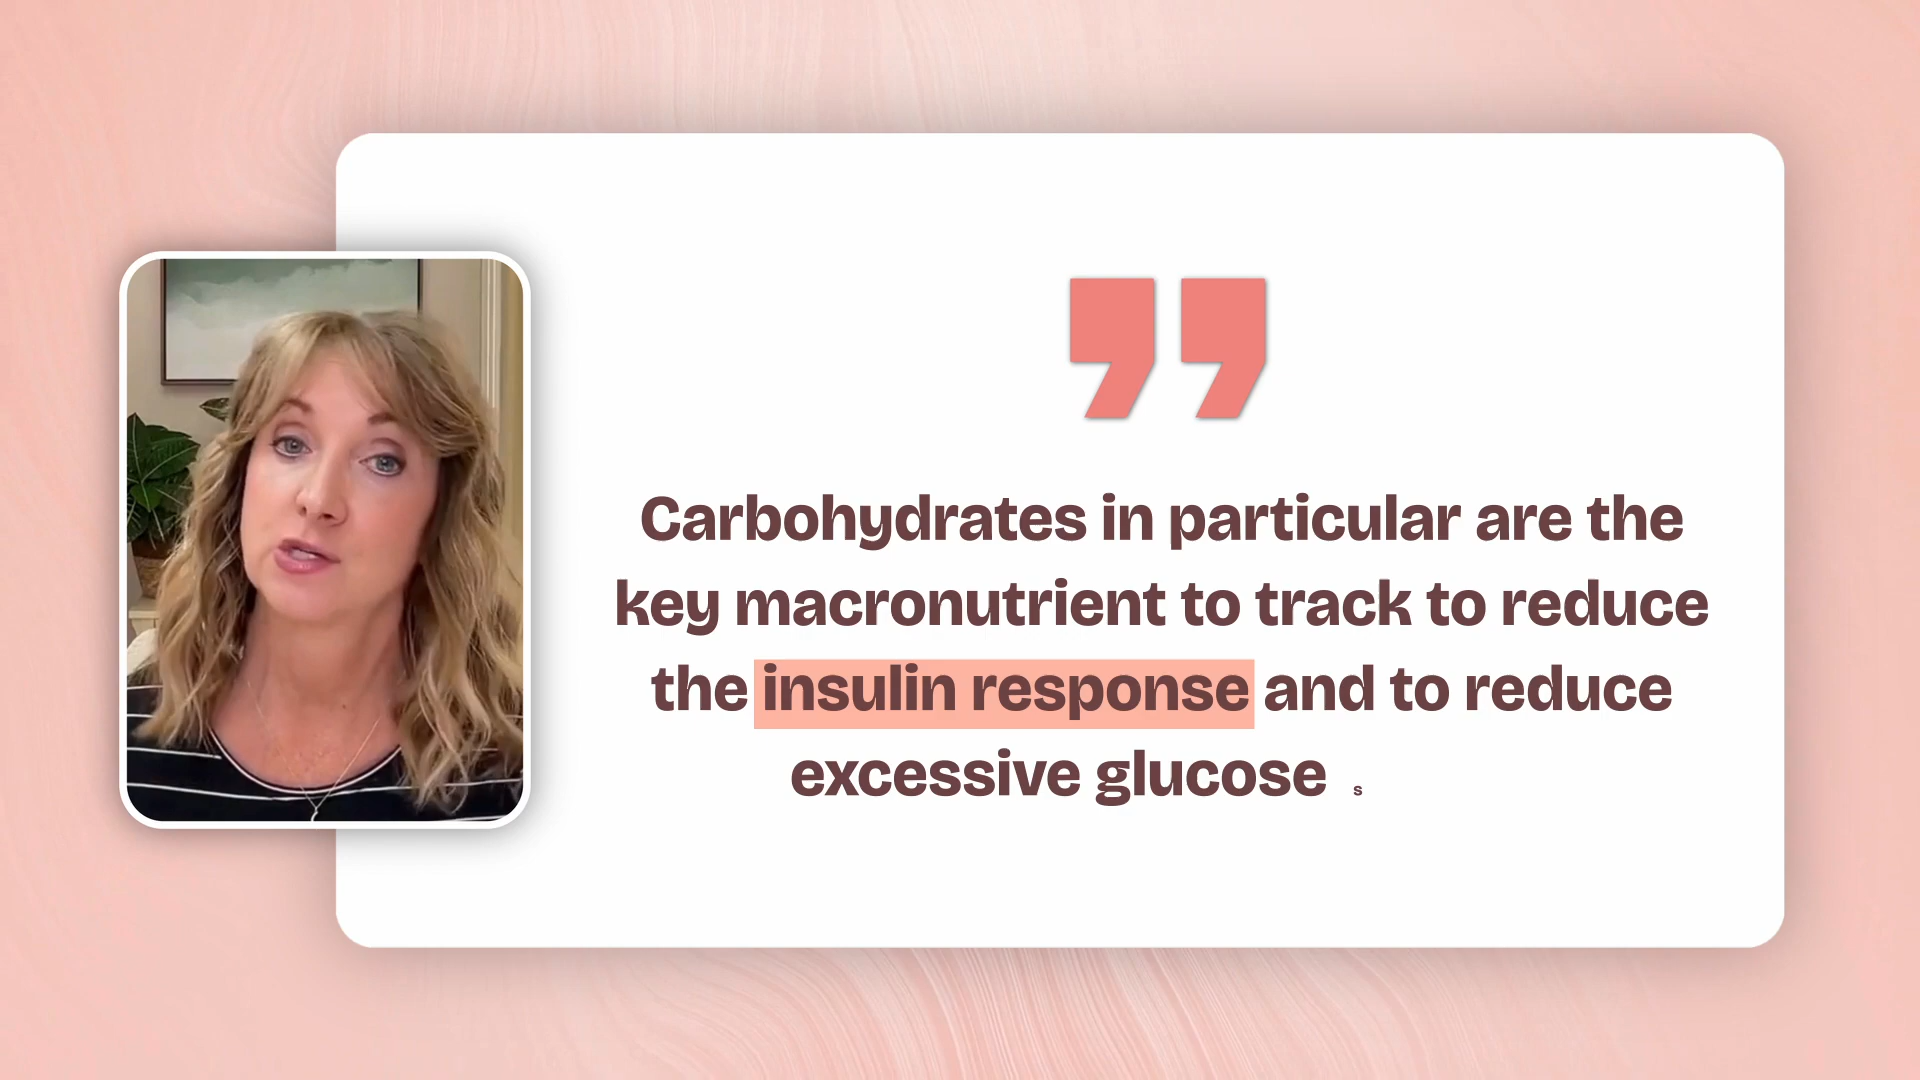 Carbohydrates in particular are the
key macronutrient to track to reduce
the insulin response and to reduce
excessive glucose s